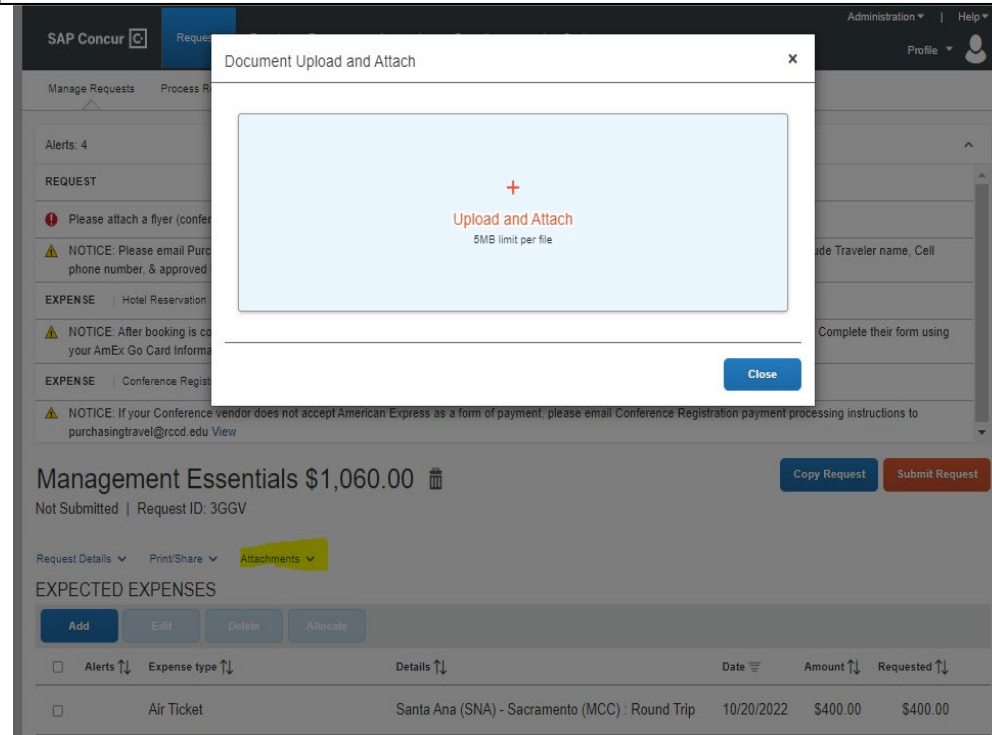 Administration | Help
SAP Concur C Reques
Profile
Document Upload and Attach x
Manage Requests Process R
Alerts: 4
REQUEST
+
Upload and Attach
5MB limit per file
Please attach a flyer (confer
NOTICE: Please email Purc ude Traveler name, Cell
phone number, & approved
EXPENSE | Hotel Reservation
NOTICE: After booking is co Complete their form using
your AmEx Go Card Informa
EXPENSE | Conference Regist
Close
NOTICE: If your Conference vendor does not accept American Express as a form of payment, please email Conference Registration payment processing instructions to
purchasingtravel@rccd.edu View
Management Essentials $1,060.00
Copy Request Submit Request
Not Submitted | Request ID: 3GGV
Request Details Print/Share Attachments
EXPECTED EXPENSES
Add Edit Delete Allocate
Alerts Expense type Details Date Amount Requested
Air Ticket Santa Ana (SNA) - Sacramento (MCC) : Round Trip 10/20/2022 $400.00 $400.00